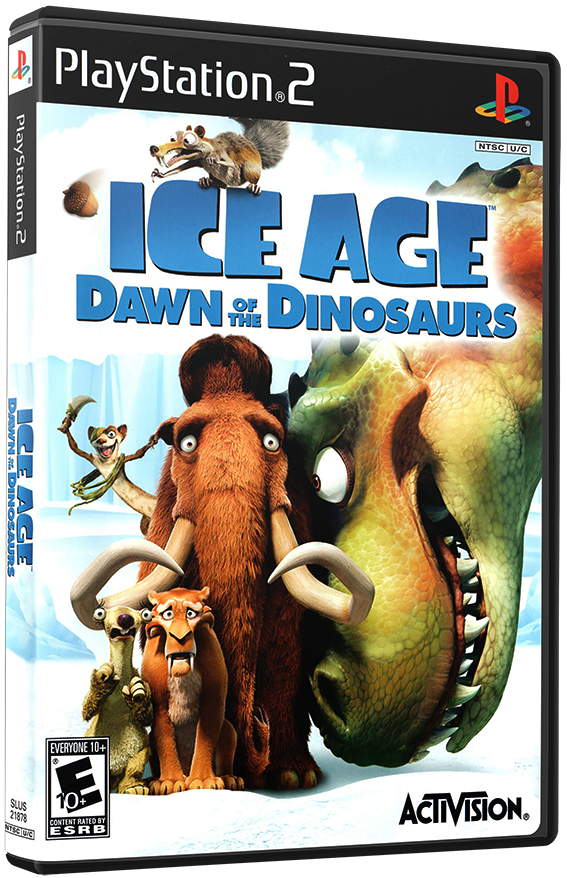 PlayStation®2
NTSC U/C
ICE AGE™
DAWN OF THE DINOSAURS
EVERYONE 10+
E
10+
®
CONTENT RATED BY
ESRB
ACTIVISION®
PlayStation®2
ICE AGE
DAWN OF THE DINOSAURS
SLUS
21878
NTSC U/C